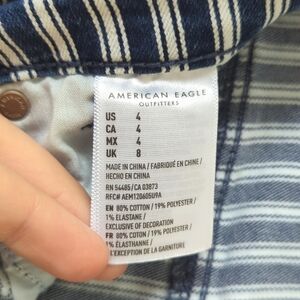 AMERICAN EAGLE
OUTFITTERS
US 4
CA 4
MX 4
UK 8
MADE IN CHINA / FABRIQUÉ EN CHINE /
HECHO EN CHINA
RN 54485/CA 03873
RFC# AEM120605U9A
EN 80% COTTON / 19% POLYESTER /
1% ELASTANE /
EXCLUSIVE OF DECORATION
FR 80% COTON / 19% POLYESTER /
1% ÉLASTHANNE /
L'EXCEPTION DE LA GARNITURE